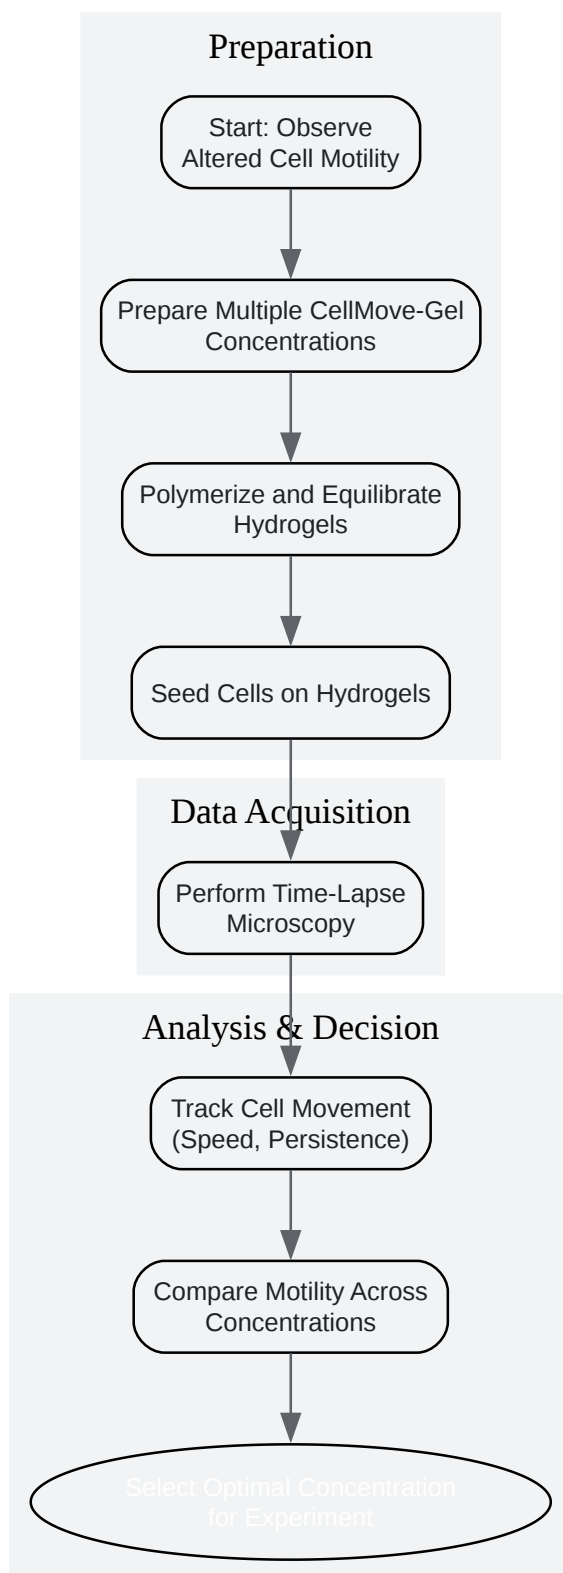 Preparation
Start: Observe
Altered Cell Motility
Prepare Multiple CellMove-Gel
Concentrations
Polymerize and Equilibrate
Hydrogels
Seed Cells on Hydrogels
Data Acquisition
Perform Time-Lapse
Microscopy
Analysis & Decision
Track Cell Movement
(Speed, Persistence)
Compare Motility Across
Concentrations
Select Optimal Concentration
for Experiment